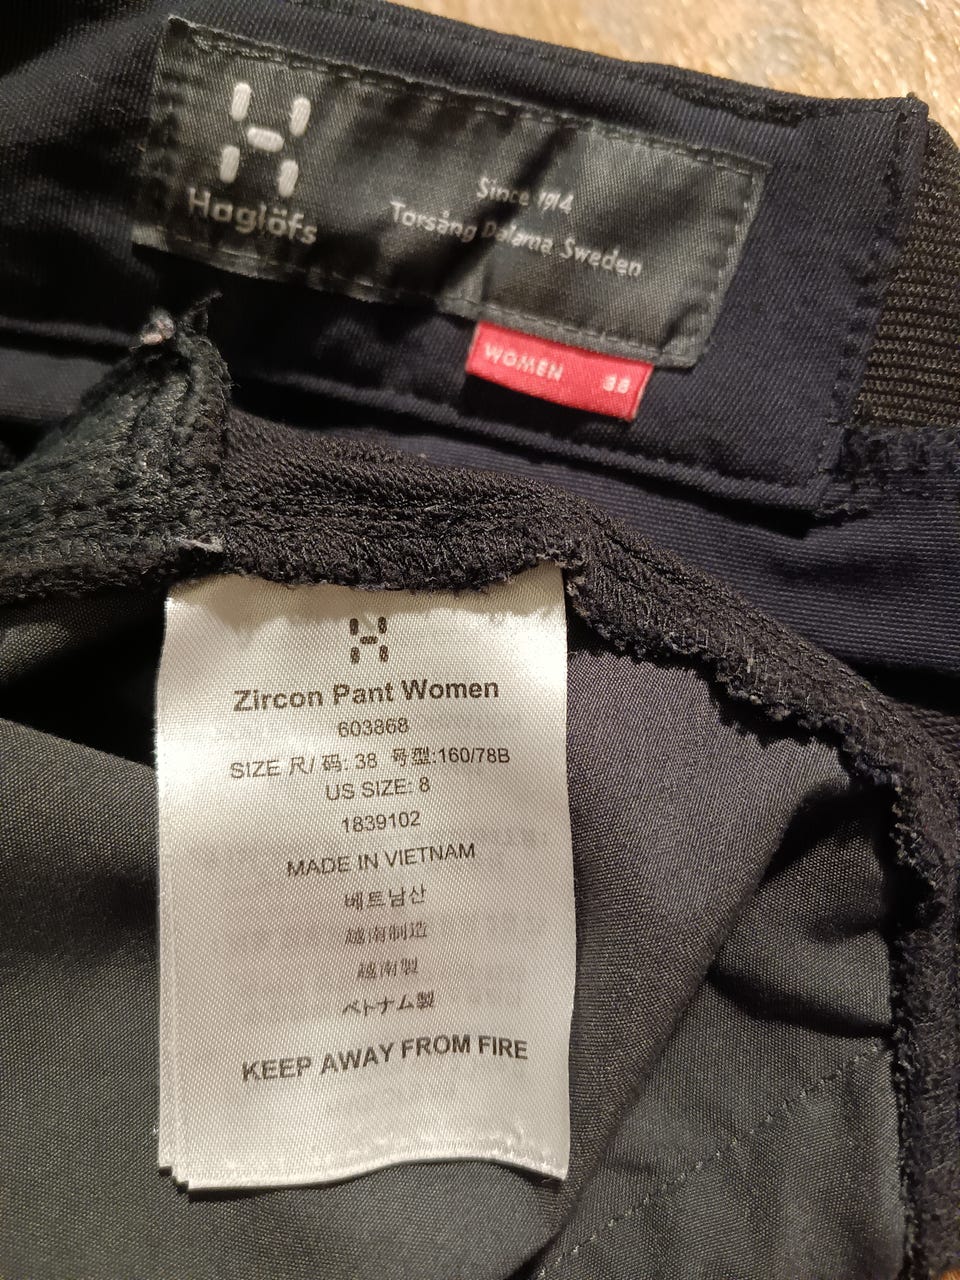 Haglöfs
Since 1914
Torsång Dalarna Sweden
WOMEN 38
Zircon Pant Women
603868
SIZE 尺/ 码: 38 号型:160/78B
US SIZE: 8
1839102
MADE IN VIETNAM
베트남산
越南制造
越南製
ベトナム製
KEEP AWAY FROM FIRE